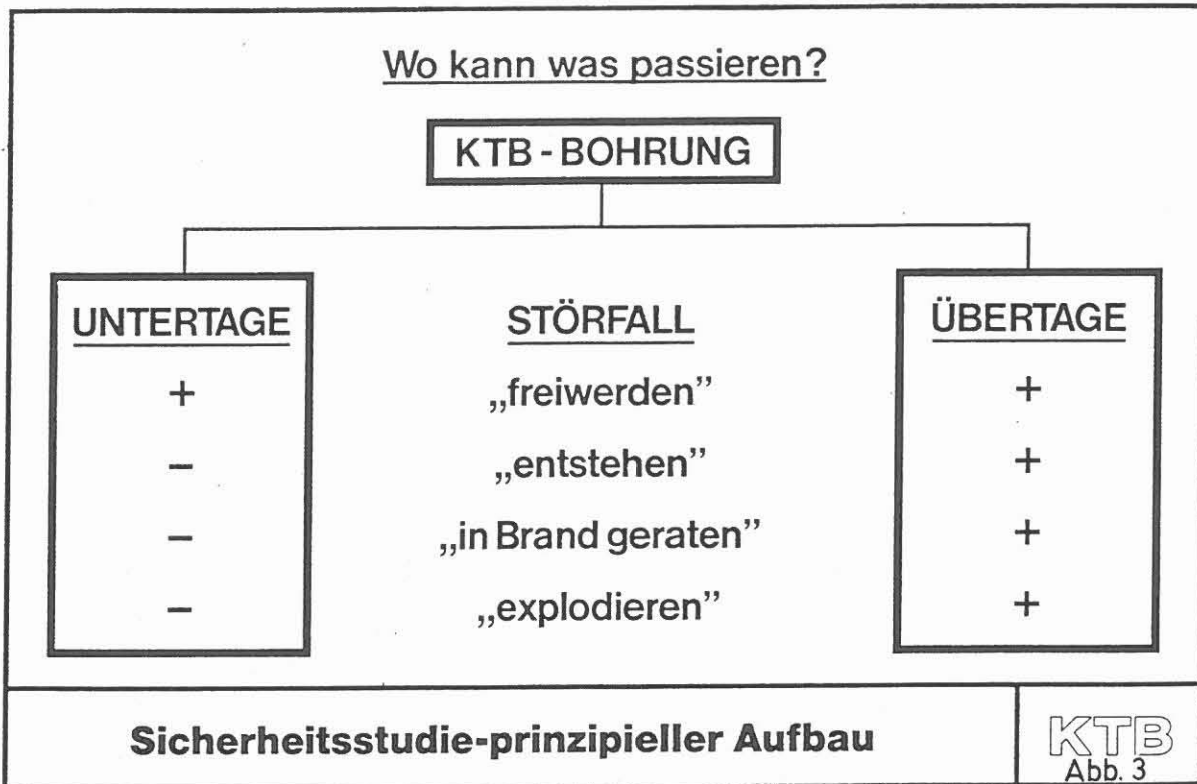 Wo kann was passieren?
KTB - BOHRUNG
UNTERTAGE STÖRFALL ÜBERTAGE
+ „freiwerden” +
– „entstehen” +
– „in Brand geraten” +
– „explodieren” +
Sicherheitsstudie-prinzipieller Aufbau
KTB
Abb. 3